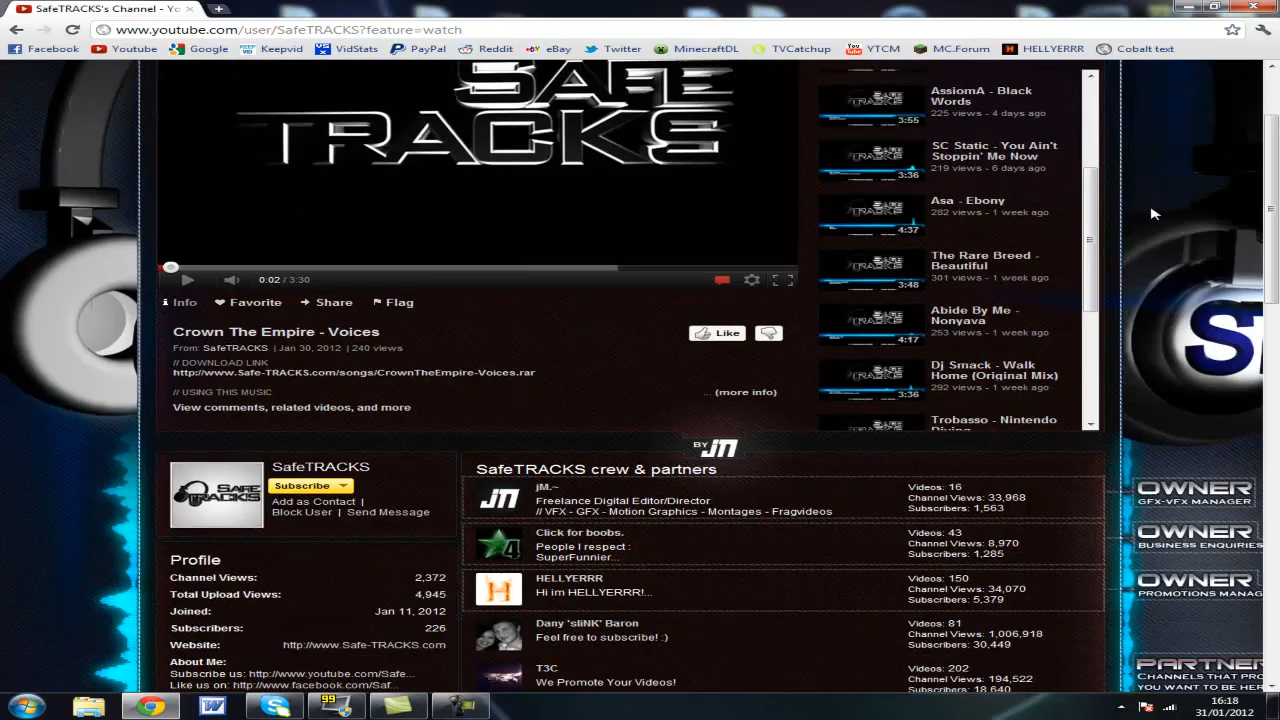 SafeTRACKS's Channel - Yo
www.youtube.com/user/SafeTRACKS?feature=watch
Facebook
Youtube
Google
Keepvid
VidStats
PayPal
Reddit
eBay
Twitter
MinecraftDL
TVCatchup
YTCM
MC.Forum
HELLYERRR
Cobalt text
SAFE
TRACKS
0:02 / 3:30
Info
Favorite
Share
Flag
Crown The Empire - Voices
Like
From: SafeTRACKS | Jan 30, 2012 | 240 views
// DOWNLOAD LINK
http://www.Safe-TRACKS.com/songs/CrownTheEmpire-Voices.rar
// USING THIS MUSIC
... (more info)
View comments, related videos, and more
AssiomA - Black
Words
225 views - 4 days ago
3:55
SC Static - You Ain't
Stoppin' Me Now
219 views - 6 days ago
3:36
Asa - Ebony
282 views - 1 week ago
4:37
The Rare Breed -
Beautiful
301 views - 1 week ago
3:48
Abide By Me -
Nonyava
253 views - 1 week ago
4:17
Dj Smack - Walk
Home (Original Mix)
292 views - 1 week ago
3:36
Trobasso - Nintendo
BY JM
SAFE
TRACKS
SafeTRACKS
Subscribe
Add as Contact |
Block User | Send Message
Profile
Channel Views: 2,372
Total Upload Views: 4,945
Joined: Jan 11, 2012
Subscribers: 226
Website: http://www.Safe-TRACKS.com
About Me:
Subscribe us: http://www.youtube.com/Safe...
Like us on: http://www.facebook.com/Saf...
SafeTRACKS crew & partners
JM
jM.~
Freelance Digital Editor/Director
// VFX - GFX - Motion Graphics - Montages - Fragvideos
Videos: 16
Channel Views: 33,968
Subscribers: 1,563
4
Click for boobs.
People I respect :
SuperFunnier...
Videos: 43
Channel Views: 8,970
Subscribers: 1,285
H
HELLYERRR
Hi im HELLYERRR!...
Videos: 150
Channel Views: 34,070
Subscribers: 5,379
Dany 'sliNK' Baron
Feel free to subscribe! :)
Videos: 81
Channel Views: 1,006,918
Subscribers: 30,449
T3C
We Promote Your Videos!
Videos: 202
Channel Views: 194,522
Subscribers: 18,640
OWNER
GFX-VFX MANAGER
OWNER
BUSINESS ENQUIRIES
OWNER
PROMOTIONS MANAG
PARTNER
CHANNELS THAT PRO
YOU WANT TO BE HER
99
16:18
31/01/2012